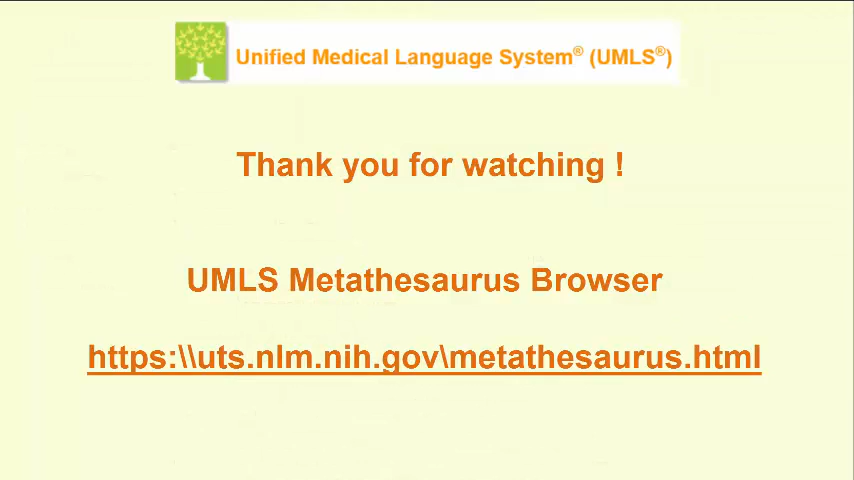 Unified Medical Language System® (UMLS®)
Thank you for watching !
UMLS Metathesaurus Browser
https:\\uts.nlm.nih.gov\metathesaurus.html